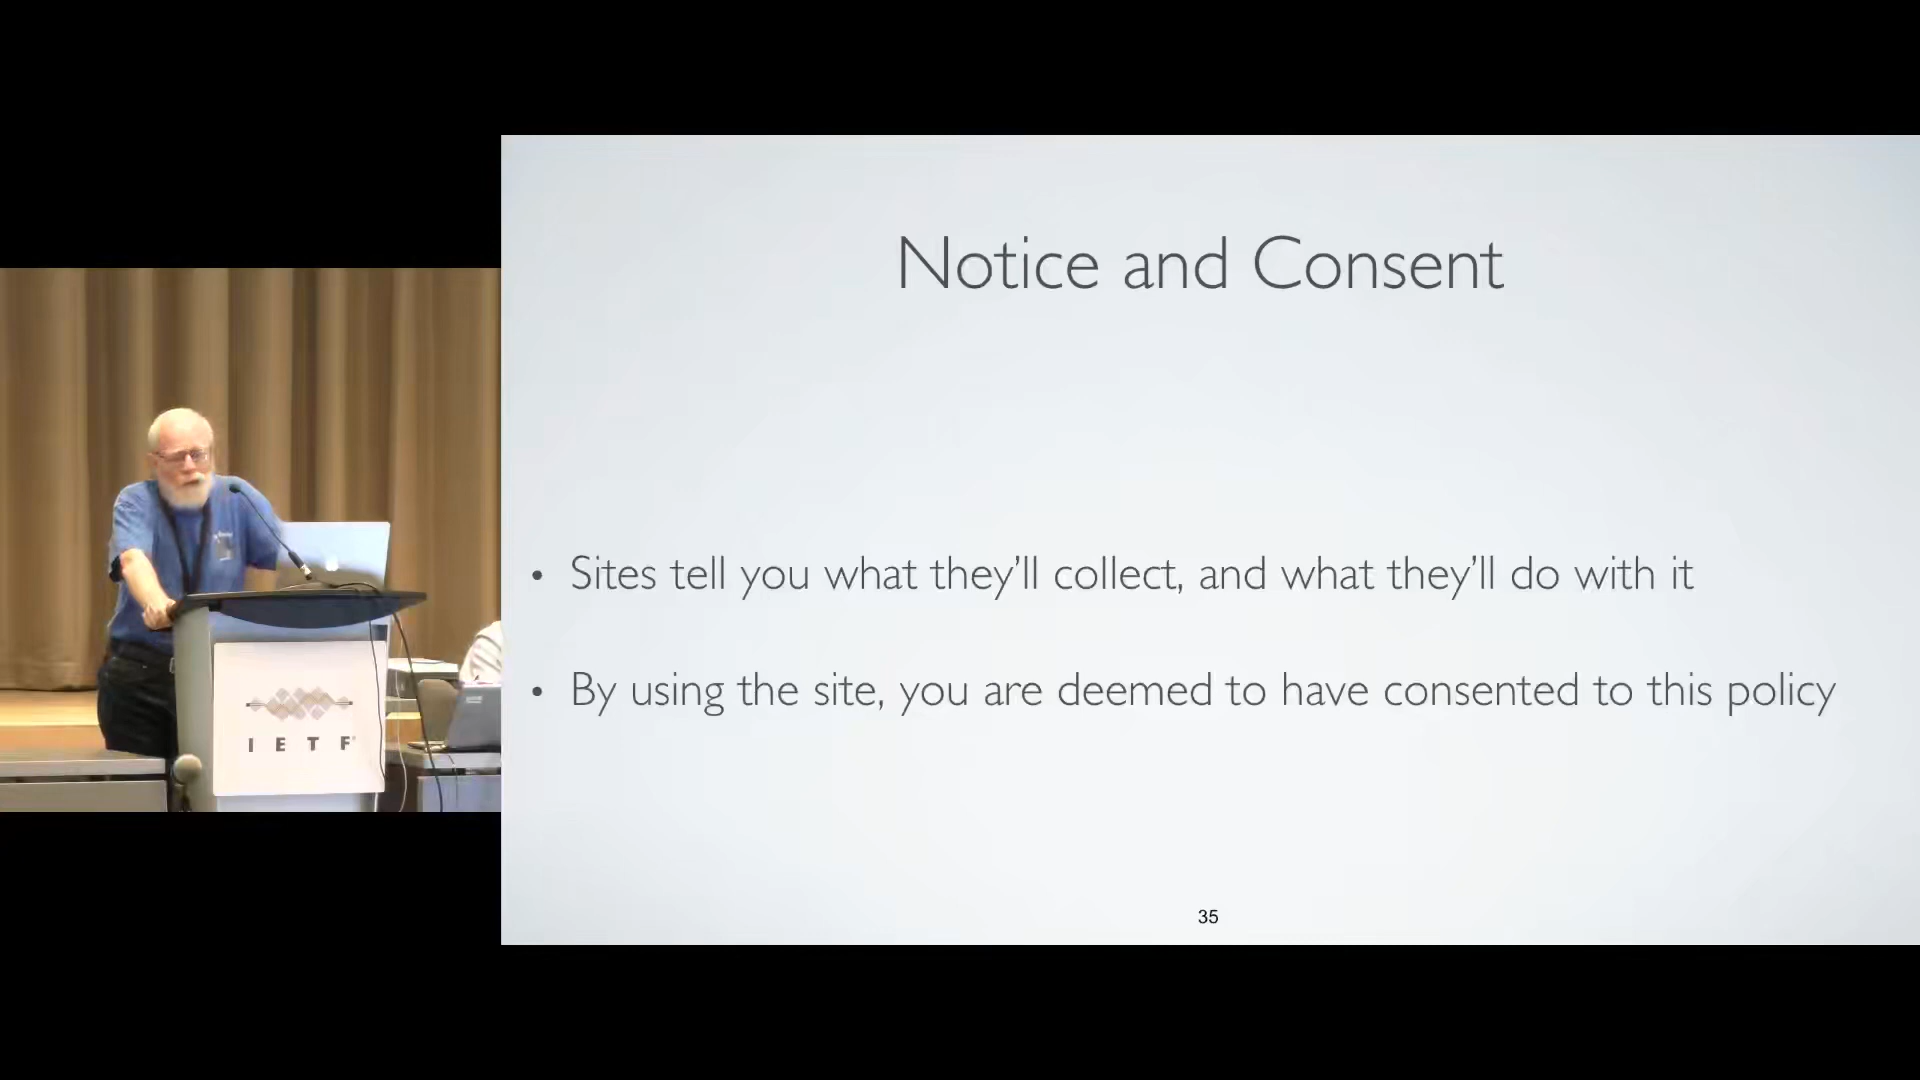 Notice and Consent
• Sites tell you what they'll collect, and what they'll do with it
• By using the site, you are deemed to have consented to this policy
35
I E T F